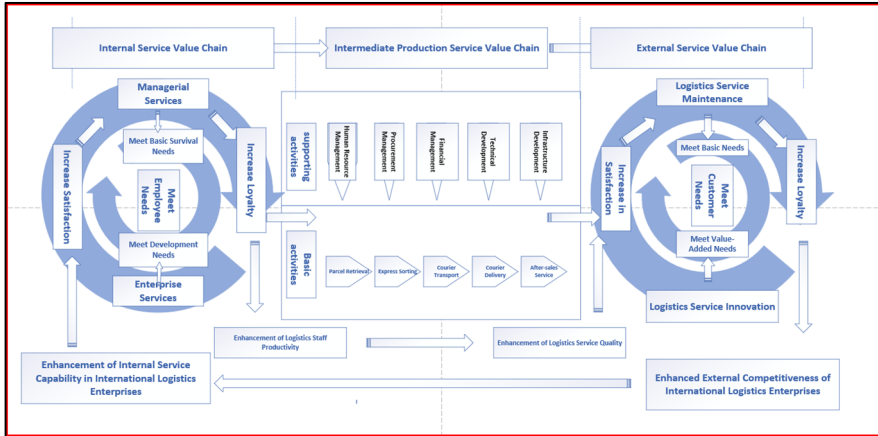 Internal Service Value Chain
Intermediate Production Service Value Chain
External Service Value Chain
Managerial
Services
Meet Basic Survival
Needs
Increase Satisfaction
Meet
Employee
Needs
Increase Loyalty
Meet Development
Needs
Enterprise
Services
supporting
activities
Human Resource
Management
Procurement
Management
Financial
Management
Technical
Development
Infrastructure
Development
Basic
activities
Parcel Retrieval
Express Sorting
Courier
Transport
Courier
Delivery
After-sales
Service
Logistics Service
Maintenance
Meet Basic Needs
Increase in
Satisfaction
Meet
Customer
Needs
Increase Loyalty
Meet Value-
Added Needs
Logistics Service Innovation
Enhancement of Logistics Staff
Productivity
Enhancement of Logistics Service Quality
Enhancement of Internal Service
Capability in International Logistics
Enterprises
Enhanced External Competitiveness of
International Logistics Enterprises